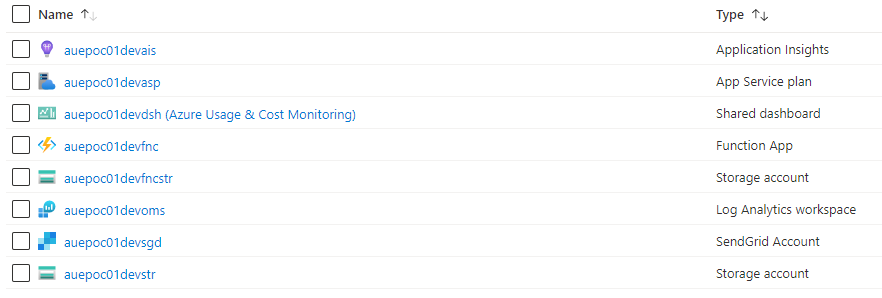 Name ↑↓ Type ↑↓
auepoc01devais Application Insights
auepoc01devasp App Service plan
auepoc01devdsh (Azure Usage & Cost Monitoring) Shared dashboard
auepoc01devfnc Function App
auepoc01devfncstr Storage account
auepoc01devoms Log Analytics workspace
auepoc01devsgd SendGrid Account
auepoc01devstr Storage account